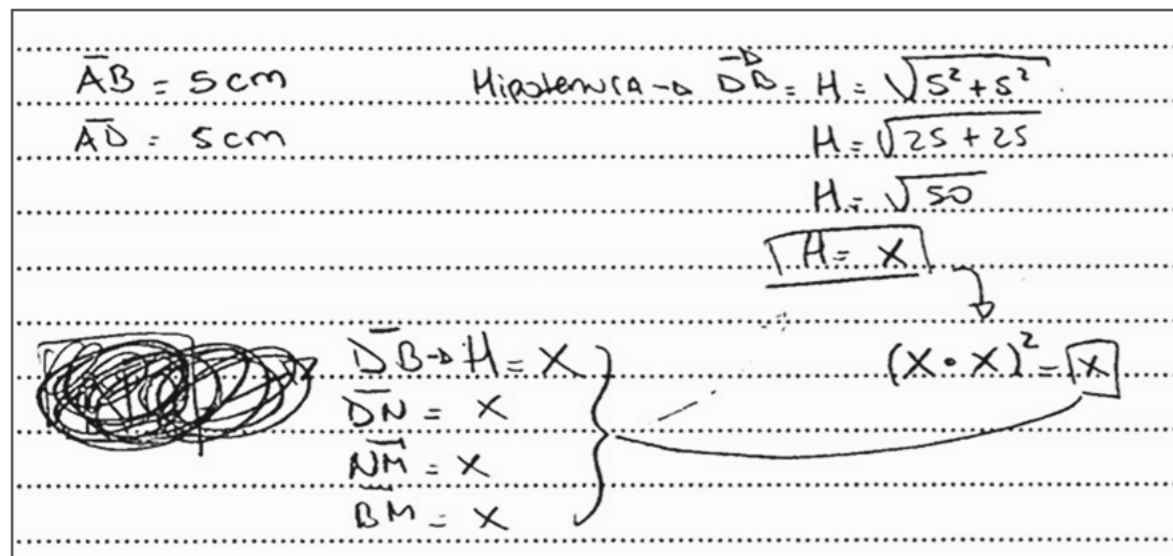 AB = 5cm
AD = 5cm
Hipotenusa → DB = H = √5²+5²
H = √25+25
H = √50
H = X
(X • X)² = X
DB → H = X
DN = X
NM = X
BM = X